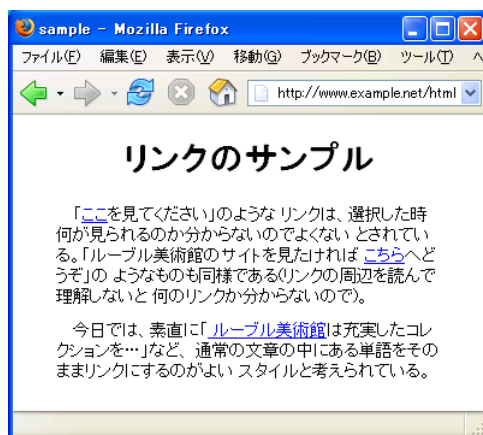 sample - Mozilla Firefox
ファイル(F) 編集(E) 表示(V) 移動(G) ブックマーク(B) ツール(T) ヘ
http://www.example.net/html
リンクのサンプル
「ここを見てください」のような リンクは、選択した時
何が見られるのか分からないのでよくない とされてい
る。「ルーブル美術館のサイトを見たければ こちらへど
うぞ」の ようなものも同様である(リンクの周辺を読んで
理解しないと 何のリンクか分からないので)。
今日では、素直に「 ルーブル美術館は充実したコレ
クションを…」など、通常の文章の中にある単語をその
ままリンクにするのがよい スタイルと考えられている。